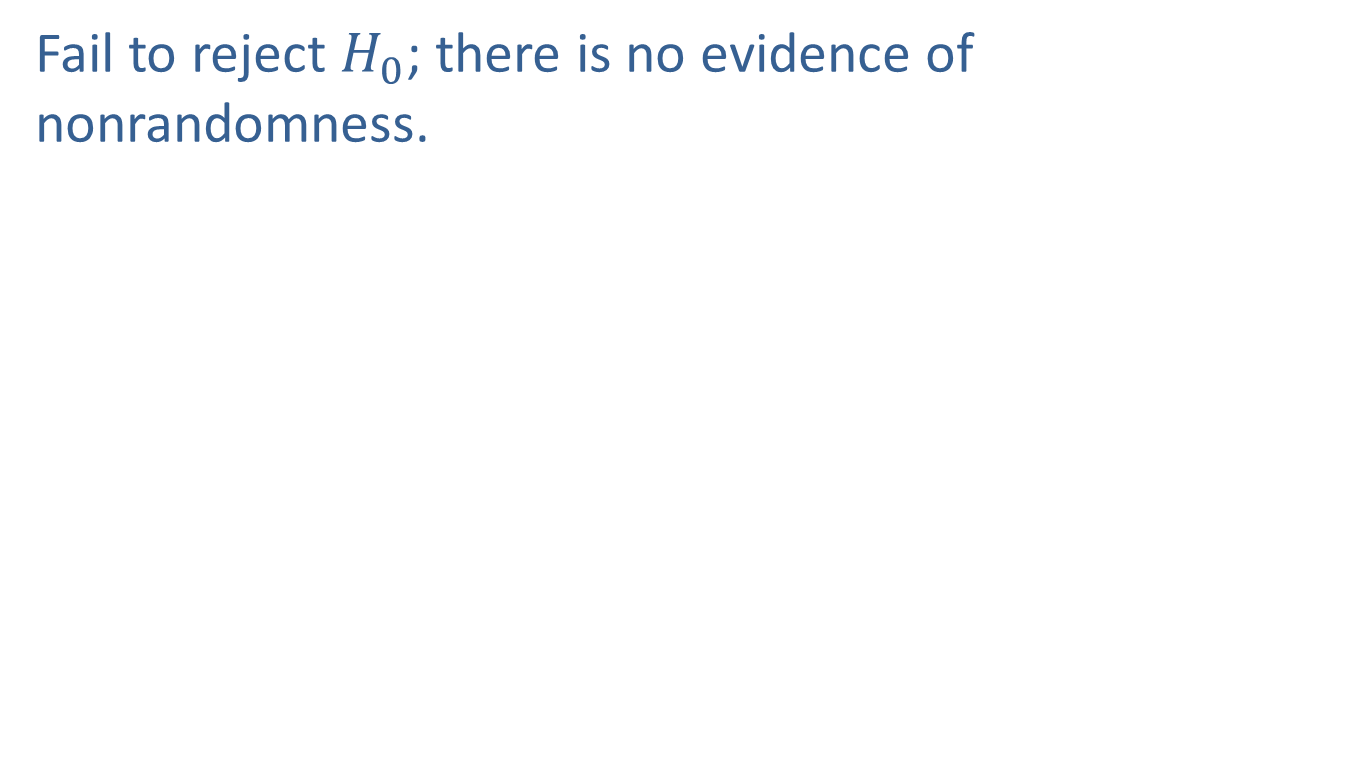 Fail to reject H₀; there is no evidence of
nonrandomness.